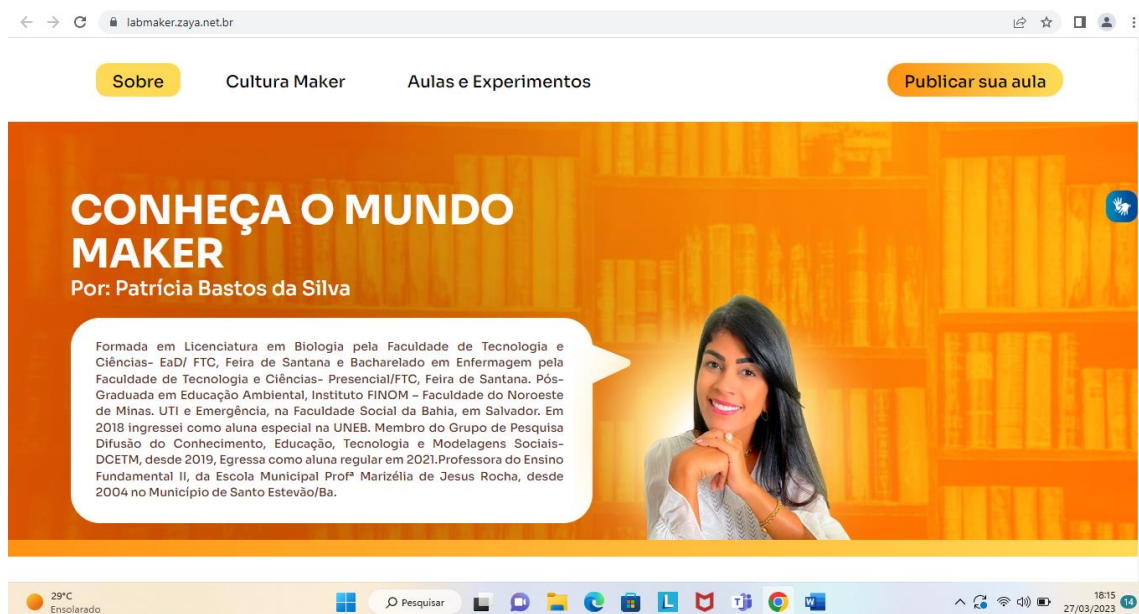 labmaker.zaya.net.br
Sobre
Cultura Maker
Aulas e Experimentos
Publicar sua aula
CONHEÇA O MUNDO
MAKER
Por: Patrícia Bastos da Silva
Formada em Licenciatura em Biologia pela Faculdade de Tecnologia e
Ciências- EaD/ FTC, Feira de Santana e Bacharelado em Enfermagem pela
Faculdade de Tecnologia e Ciências- Presencial/FTC, Feira de Santana. Pós-
Graduada em Educação Ambiental, Instituto FINOM – Faculdade do Noroeste
de Minas. UTI e Emergência, na Faculdade Social da Bahia, em Salvador. Em
2018 ingressei como aluna especial na UNEB. Membro do Grupo de Pesquisa
Difusão do Conhecimento, Educação, Tecnologia e Modelagens Sociais-
DCETM, desde 2019, Egressa como aluna regular em 2021.Professora do Ensino
Fundamental II, da Escola Municipal Profª Marizélia de Jesus Rocha, desde
2004 no Município de Santo Estevão/Ba.
29°C
Ensolarado
Pesquisar
18:15
27/03/2023
14